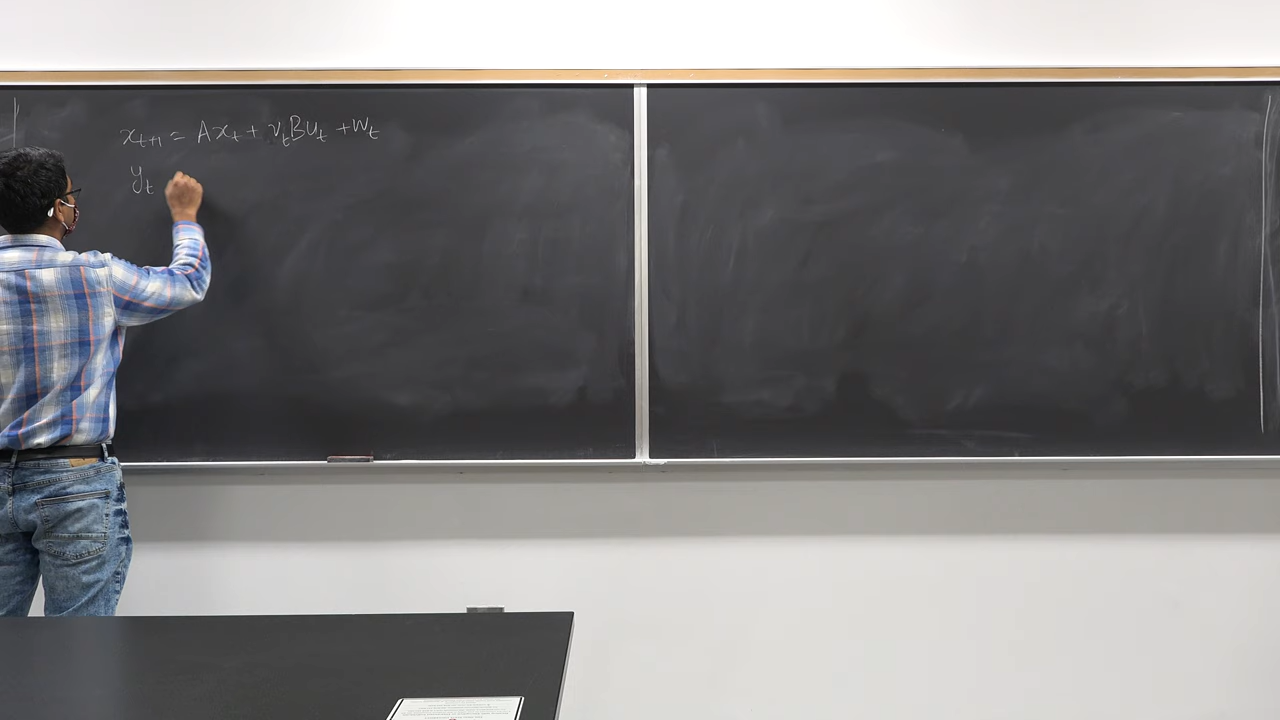 x_{t+1} = Ax_t + ν_t Bu_t + w_t
y_t